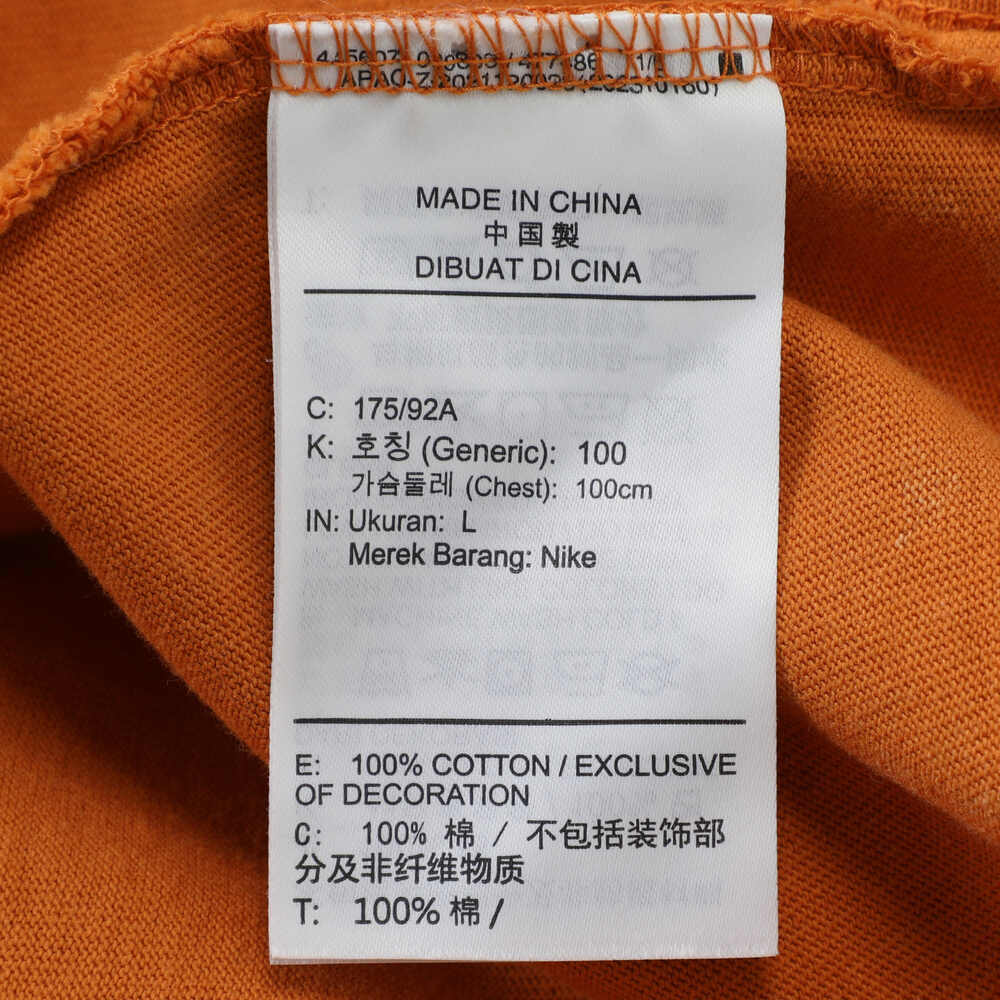 MADE IN CHINA
中国製
DIBUAT DI CINA
C: 175/92A
K: 호칭 (Generic): 100
가슴둘레 (Chest): 100cm
IN: Ukuran: L
Merek Barang: Nike
E: 100% COTTON / EXCLUSIVE
OF DECORATION
C: 100% 棉 / 不包括装饰部
分及非纤维物质
T: 100% 棉 /